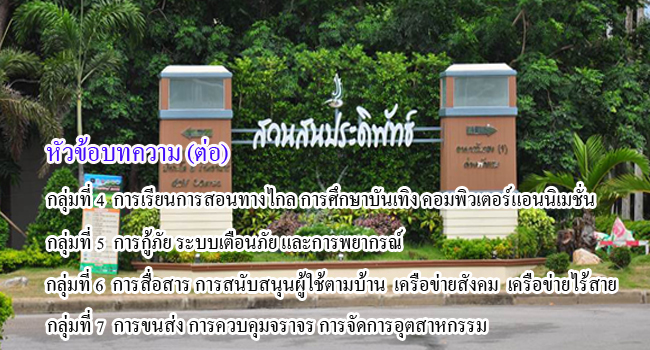 สวนสนประดิพัทธ์
หัวข้อบทความ (ต่อ)
กลุ่มที่ 4 การเรียนการสอนทางไกล การศึกษาบันเทิง คอมพิวเตอร์แอนนิเมชั่น
กลุ่มที่ 5 การกู้ภัย ระบบเตือนภัย และการพยากรณ์
กลุ่มที่ 6 การสื่อสาร การสนับสนุนผู้ใช้ตามบ้าน เครือข่ายสังคม เครือข่ายไร้สาย
กลุ่มที่ 7 การขนส่ง การควบคุมจราจร การจัดการอุตสาหกรรม